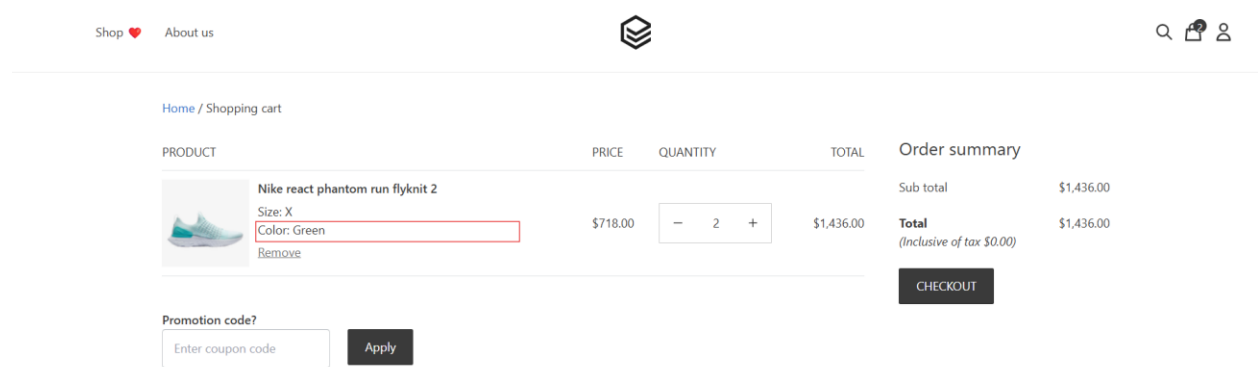 Shop ❤️ About us
2
Home / Shopping cart
PRODUCT PRICE QUANTITY TOTAL
Nike react phantom run flyknit 2
Size: X
Color: Green
Remove
$718.00 − 2 + $1,436.00
Order summary
Sub total $1,436.00
Total $1,436.00
(Inclusive of tax $0.00)
CHECKOUT
Promotion code?
Enter coupon code Apply